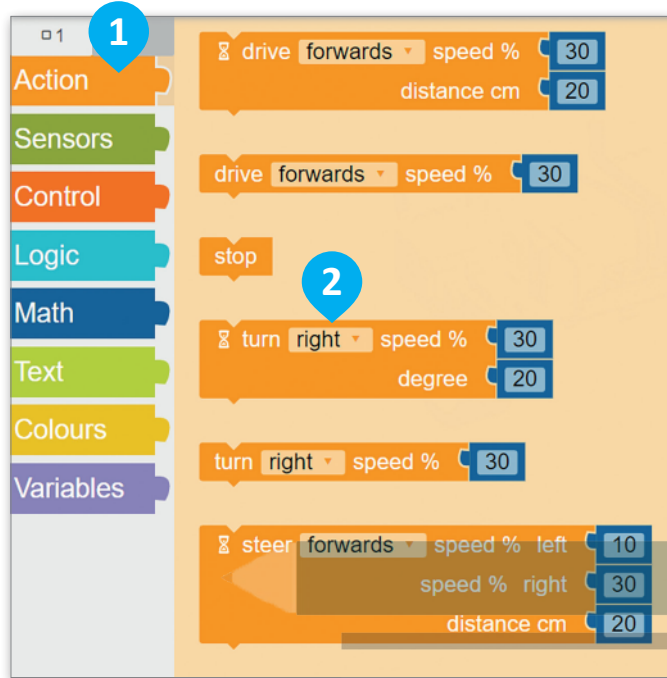 1
1
Action
Sensors
Control
Logic
Math
Text
Colours
Variables
drive forwards speed % 30
distance cm 20
drive forwards speed % 30
stop
2
turn right speed % 30
degree 20
turn right speed % 30
steer forwards speed % left 10
speed % right 30
distance cm 20